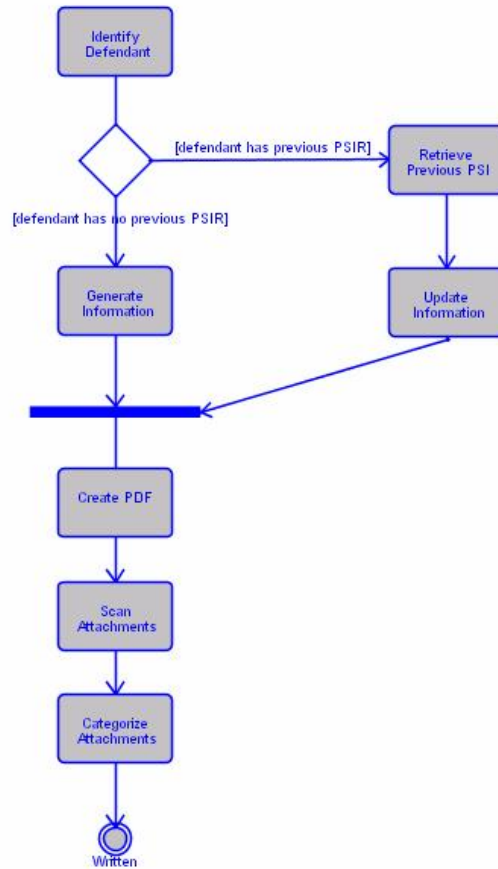 Identify
Defendant
[defendant has previous PSIR]
Retrieve
Previous PSI
[defendant has no previous PSIR]
Generate
Information
Update
Information
Create PDF
Scan
Attachments
Categorize
Attachments
Written